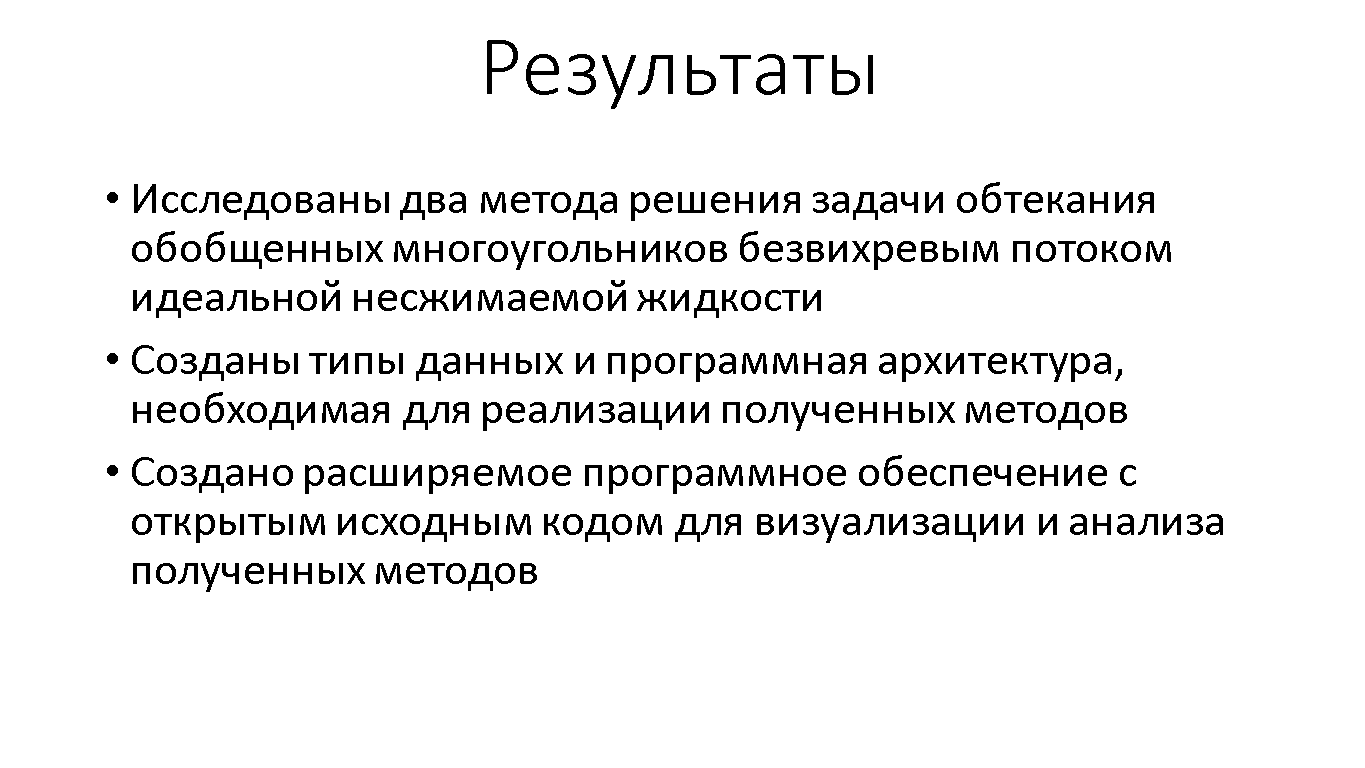 Результаты
• Исследованы два метода решения задачи обтекания
обобщенных многоугольников безвихревым потоком
идеальной несжимаемой жидкости
• Созданы типы данных и программная архитектура,
необходимая для реализации полученных методов
• Создано расширяемое программное обеспечение с
открытым исходным кодом для визуализации и анализа
полученных методов